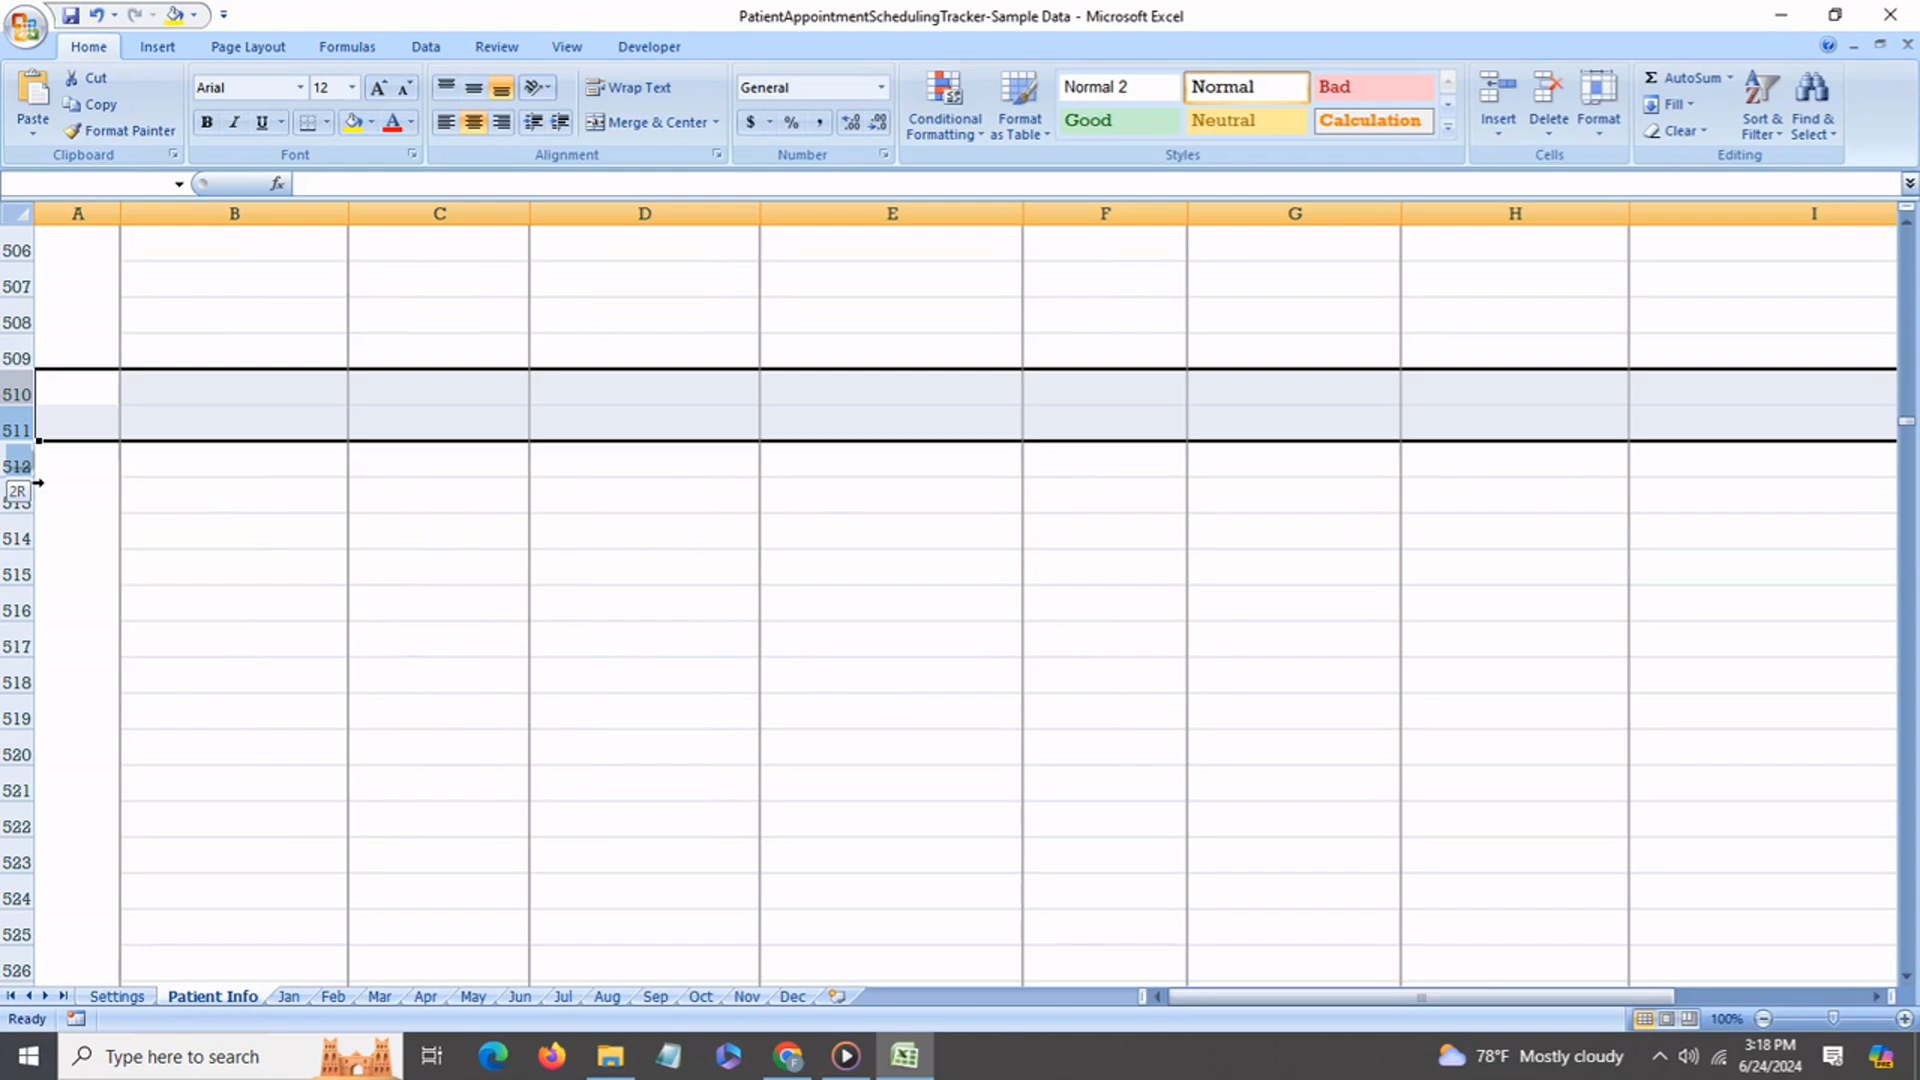 PatientAppointmentSchedulingTracker-Sample Data - Microsoft Excel
Home Insert Page Layout Formulas Data Review View Developer
Paste
Cut
Copy
Format Painter
Clipboard
Arial 12
B I U
Font
Wrap Text
Merge & Center
Alignment
General
$ % ,
Number
Conditional Formatting
Format as Table
Normal 2 Normal Bad
Good Neutral Calculation
Styles
Insert Delete Format
Cells
AutoSum
Fill
Clear
Sort & Filter
Find & Select
Editing
fx
A B C D E F G H I
506
507
508
509
510
511
512
2R
513
514
515
516
517
518
519
520
521
522
523
524
525
526
Settings Patient Info Jan Feb Mar Apr May Jun Jul Aug Sep Oct Nov Dec
Ready 100%
Type here to search 78°F Mostly cloudy 3:18 PM
6/24/2024